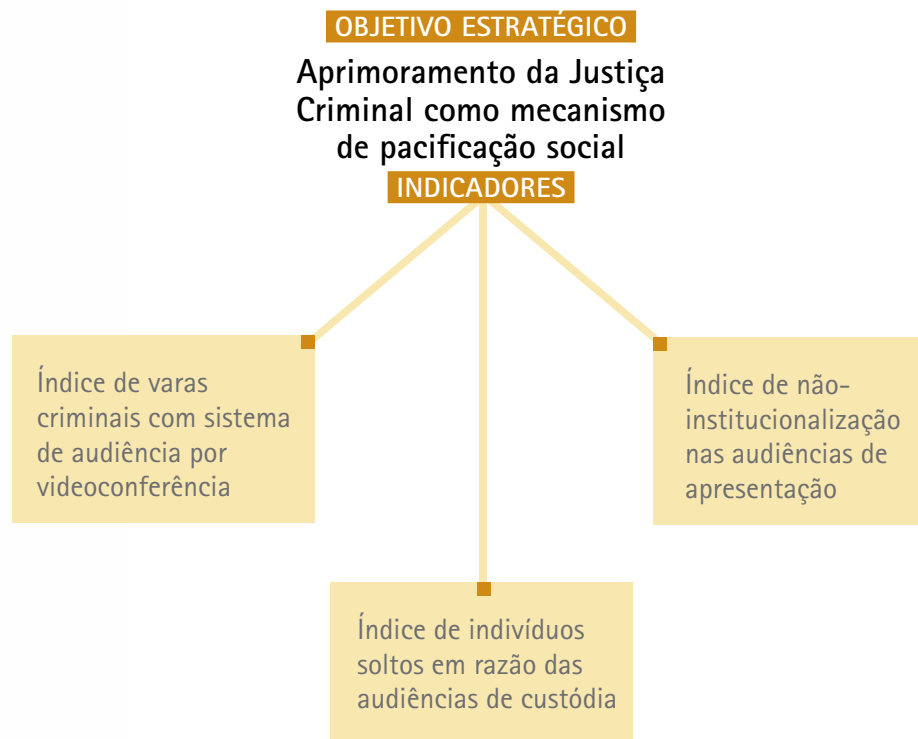 OBJETIVO ESTRATÉGICO
Aprimoramento da Justiça
Criminal como mecanismo
de pacificação social
INDICADORES
Índice de varas
criminais com sistema
de audiência por
videoconferência
Índice de não-
institucionalização
nas audiências de
apresentação
Índice de indivíduos
soltos em razão das
audiências de custódia